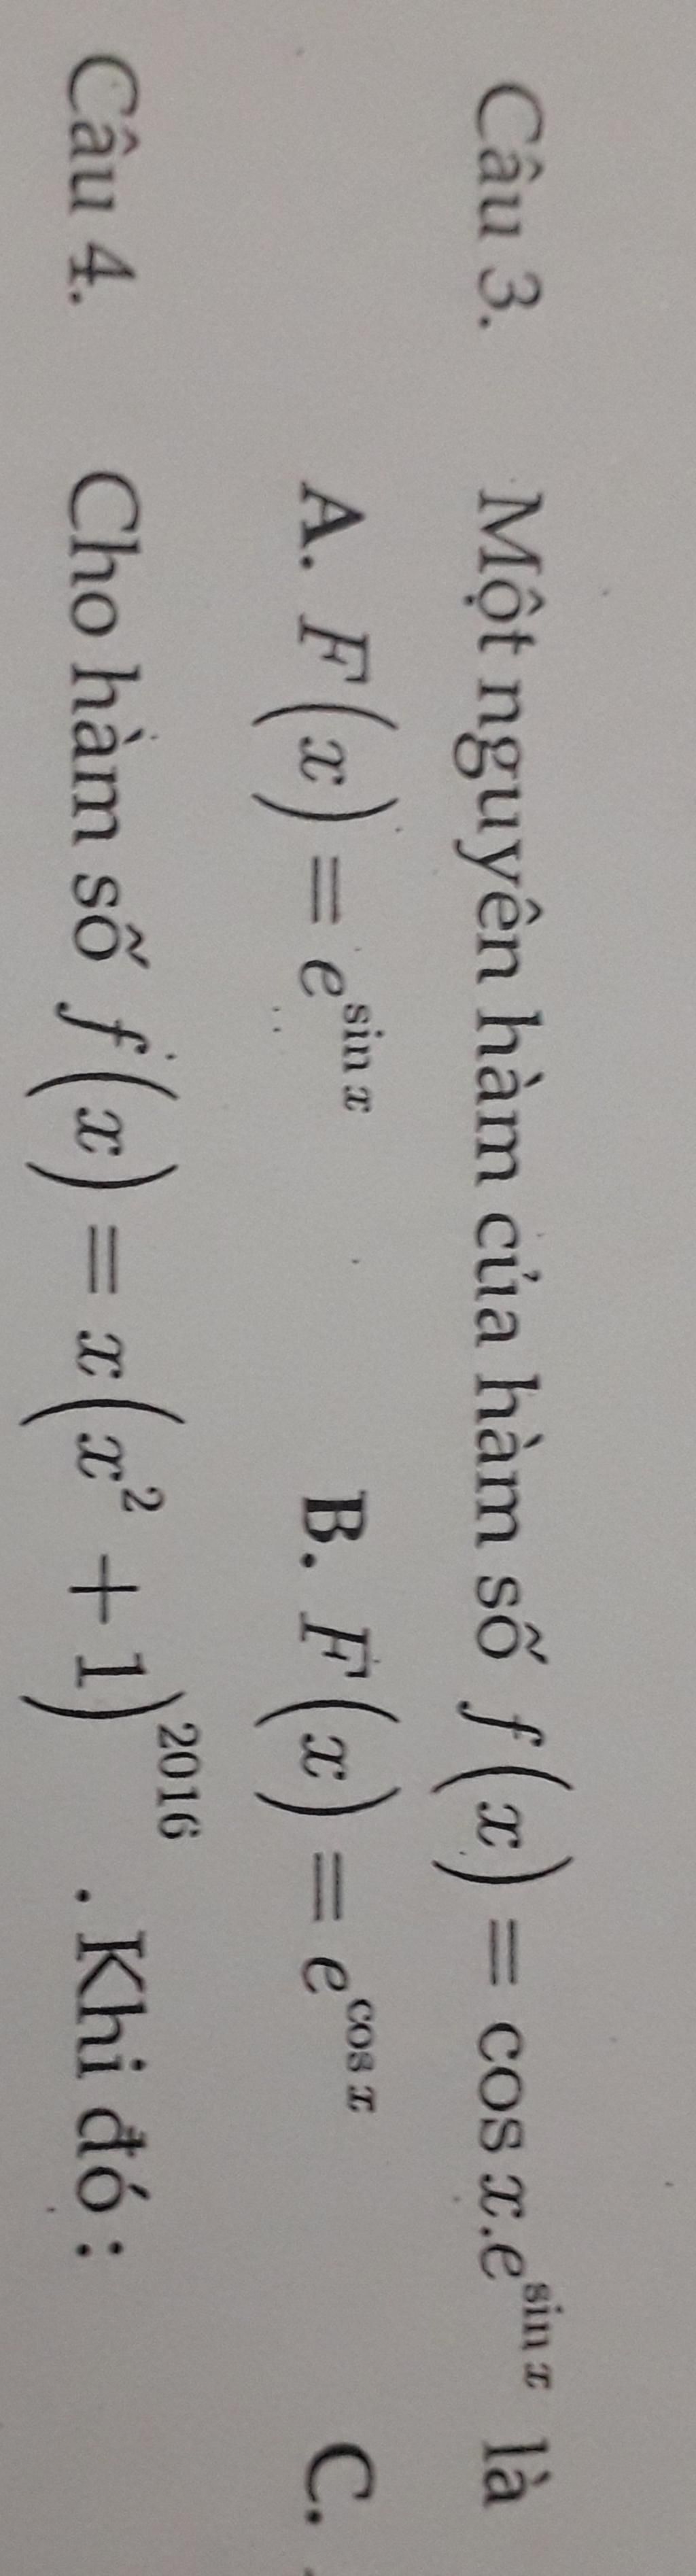 Câu 3. Một nguyên hàm của hàm số f(x) = cos x.e^{sin x} là
A. F(x) = e^{sin x} B. F(x) = e^{cos x} C.
Câu 4. Cho hàm số f(x) = x(x² + 1)^{2016} . Khi đó :